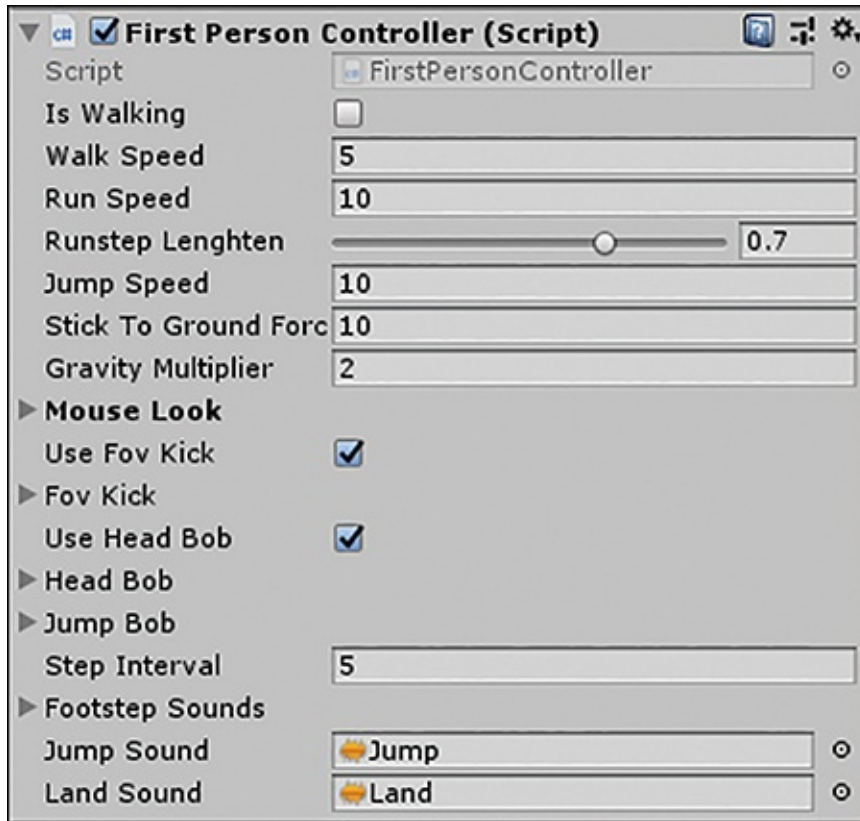 c# First Person Controller (Script)
Script FirstPersonController
Is Walking
Walk Speed 5
Run Speed 10
Runstep Lenghten 0.7
Jump Speed 10
Stick To Ground Forc 10
Gravity Multiplier 2
Mouse Look
Use Fov Kick
Fov Kick
Use Head Bob
Head Bob
Jump Bob
Step Interval 5
Footstep Sounds
Jump Sound Jump
Land Sound Land